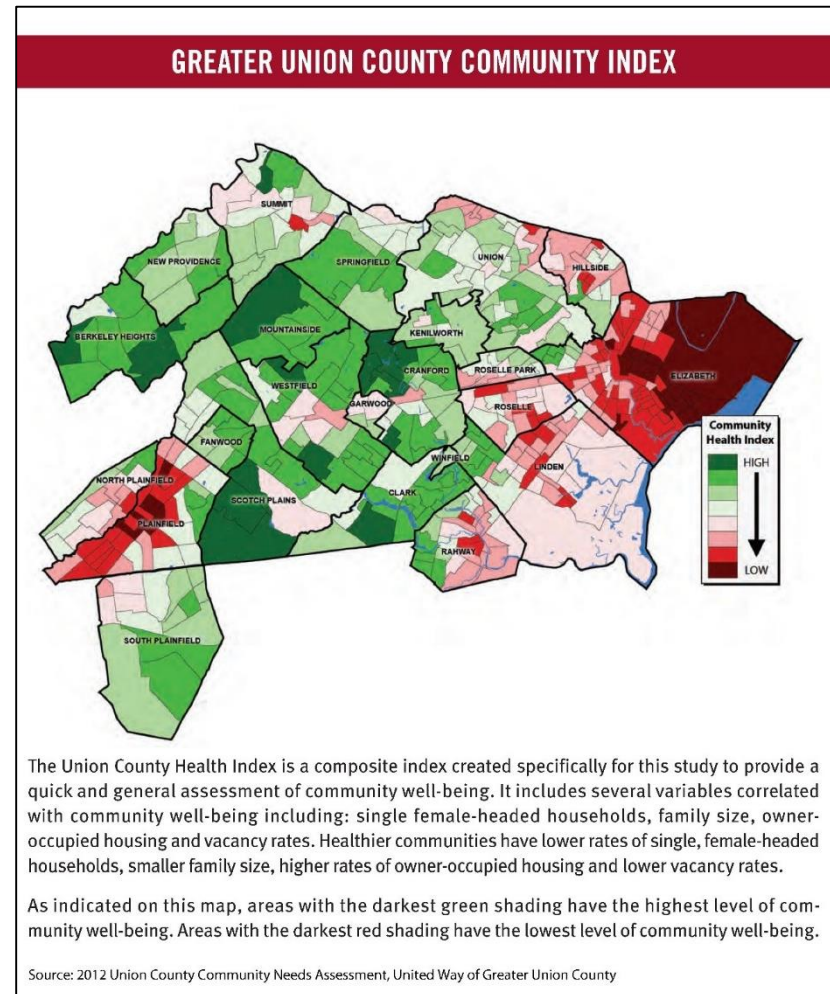 GREATER UNION COUNTY COMMUNITY INDEX
SUMMIT
NEW PROVIDENCE
SPRINGFIELD
UNION
HILLSIDE
BERKELEY HEIGHTS
MOUNTAINSIDE
KENILWORTH
ELIZABETH
WESTFIELD
CRANFORD
ROSELLE PARK
GARWOOD
ROSELLE
FANWOOD
WINFIELD
LINDEN
NORTH PLAINFIELD
SCOTCH PLAINS
CLARK
PLAINFIELD
RAHWAY
SOUTH PLAINFIELD
Community
Health Index
HIGH
LOW
The Union County Health Index is a composite index created specifically for this study to provide a
quick and general assessment of community well-being. It includes several variables correlated
with community well-being including: single female-headed households, family size, owner-
occupied housing and vacancy rates. Healthier communities have lower rates of single, female-headed
households, smaller family size, higher rates of owner-occupied housing and lower vacancy rates.
As indicated on this map, areas with the darkest green shading have the highest level of com-
munity well-being. Areas with the darkest red shading have the lowest level of community well-being.
Source: 2012 Union County Community Needs Assessment, United Way of Greater Union County